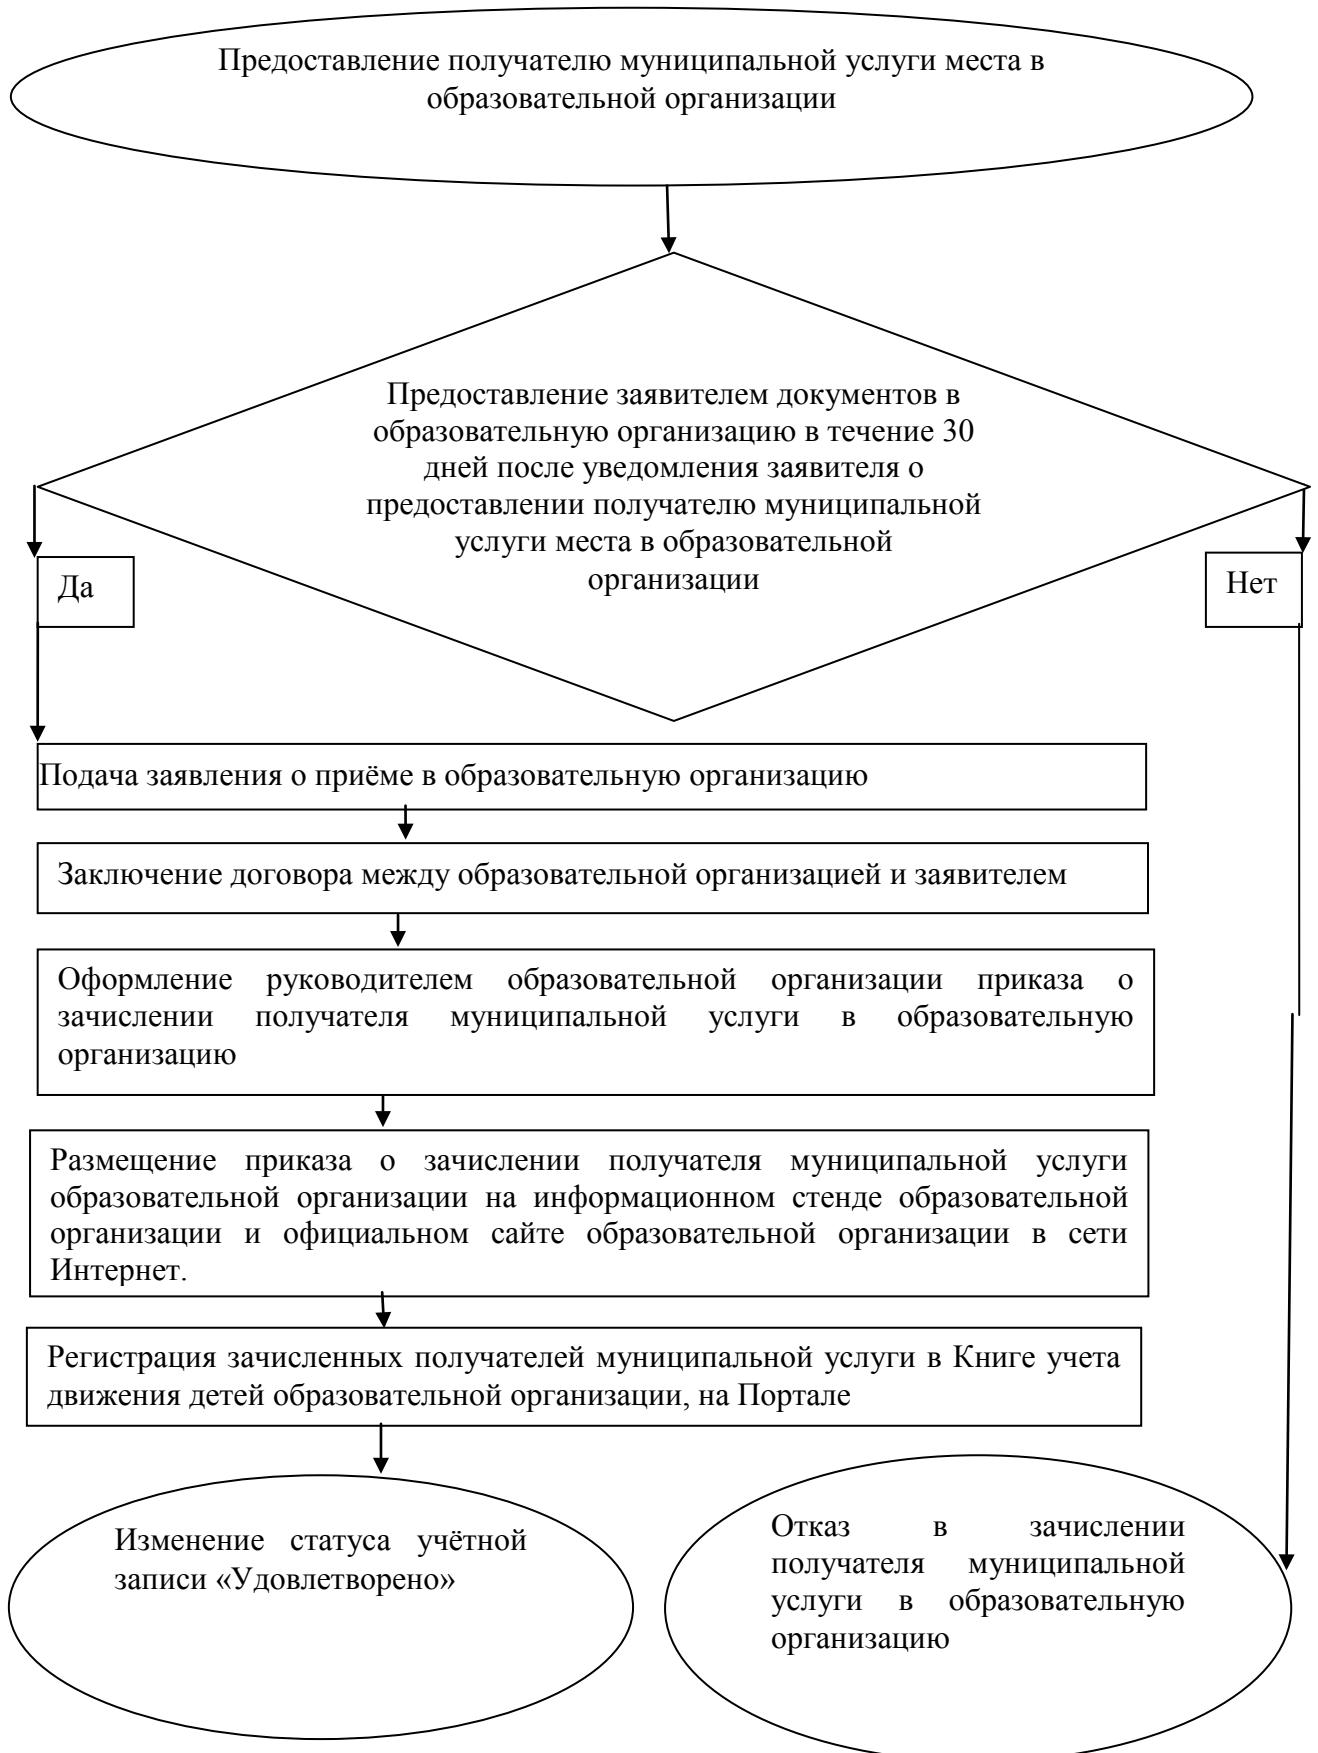 Предоставление получателю муниципальной услуги места в
образовательной организации
Предоставление заявителем документов в
образовательную организацию в течение 30
дней после уведомления заявителя о
предоставлении получателю муниципальной
услуги места в образовательной
организации
Да
Нет
Подача заявления о приёме в образовательную организацию
Заключение договора между образовательной организацией и заявителем
Оформление руководителем образовательной организации приказа о
зачислении получателя муниципальной услуги в образовательную
организацию
Размещение приказа о зачислении получателя муниципальной услуги
образовательной организации на информационном стенде образовательной
организации и официальном сайте образовательной организации в сети
Интернет.
Регистрация зачисленных получателей муниципальной услуги в Книге учета
движения детей образовательной организации, на Портале
Изменение статуса учётной
записи «Удовлетворено»
Отказ в зачислении
получателя муниципальной
услуги в образовательную
организацию